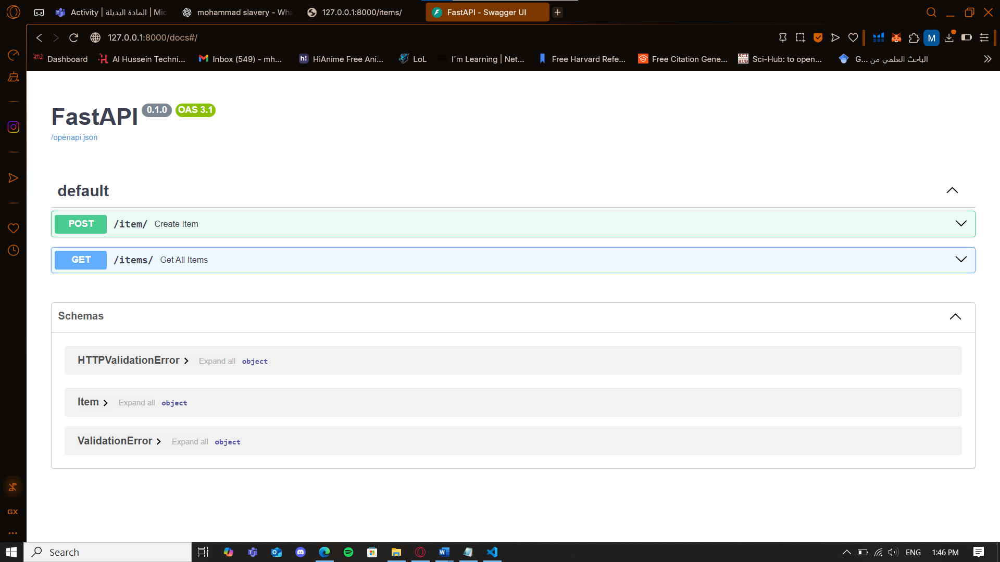 Activity | المادة البديلة | Mic
mohammad slavery - Wha
127.0.0.1:8000/items/
FastAPI - Swagger UI
127.0.0.1:8000/docs#/
M
HTU Dashboard
Al Hussein Techni...
Inbox (549) - mh...
h! HiAnime Free Ani...
LoL
I'm Learning | Net...
Free Harvard Refe...
Free Citation Gene...
SCI HUB Sci-Hub: to open...
الباحث العلمي من ...G
FastAPI 0.1.0 OAS 3.1
/openapi.json
default
POST /item/ Create Item
GET /items/ Get All Items
Schemas
HTTPValidationError Expand all object
Item Expand all object
ValidationError Expand all object
GX
Search
ENG 1:46 PM